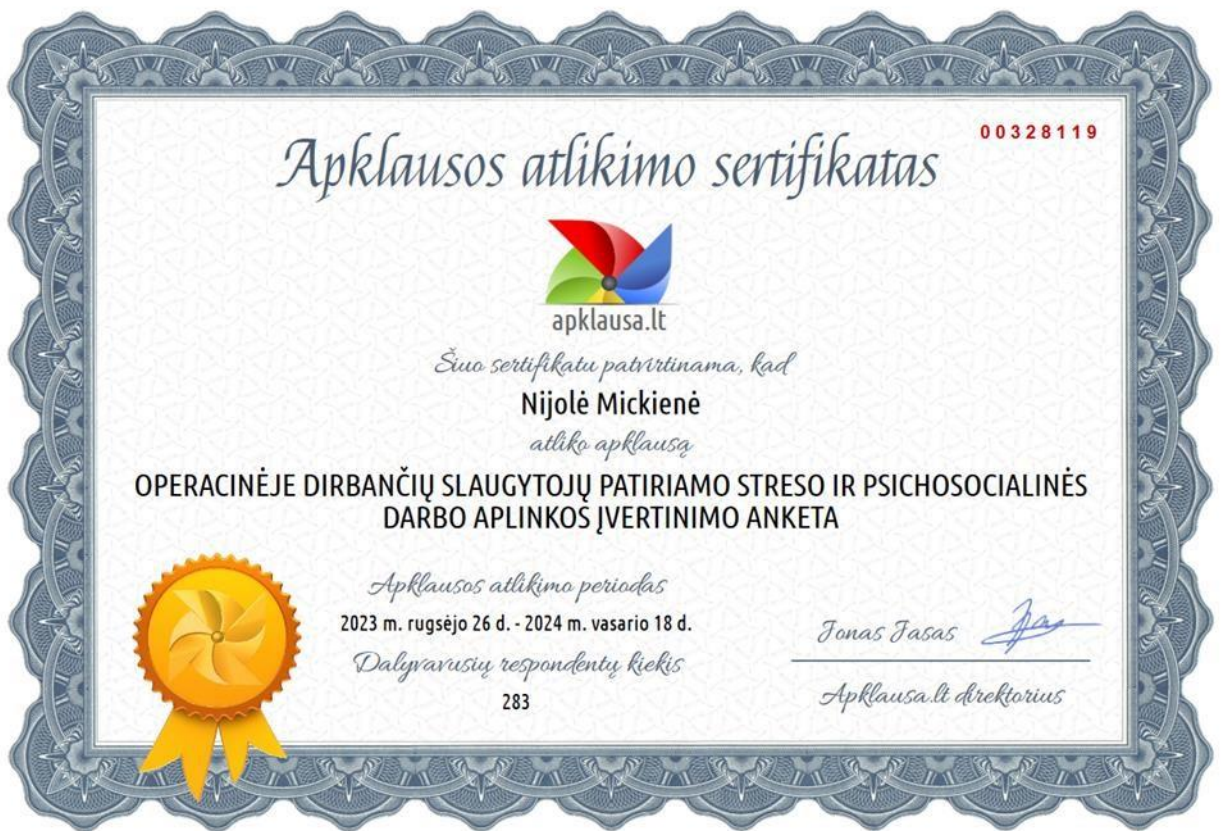 00328119
Apklausos atlikimo sertifikatas
apklausa.lt
Šiuo sertifikatu patvirtinama, kad
Nijolė Mickienė
atliko apklausą
OPERACINĖJE DIRBANČIŲ SLAUGYTOJŲ PATIRIAMO STRESO IR PSICHOSOCIALINĖS
DARBO APLINKOS ĮVERTINIMO ANKETA
Apklausos atlikimo periodas
2023 m. rugsėjo 26 d. - 2024 m. vasario 18 d.
Dalyvavusių respondentų kiekis
283
Jonas Jasas
Apklausa.lt direktorius